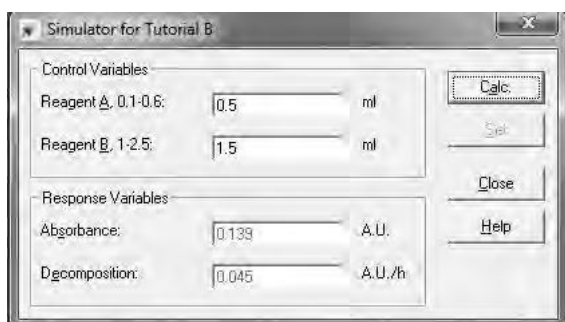 Simulator for Tutorial B
Control Variables
Reagent A, 0.1-0.6: 0.5 ml
Reagent B, 1-2.5: 1.5 ml
Response Variables
Absorbance: 0.139 A.U.
Decomposition: 0.045 A.U./h
Calc
Set
Close
Help